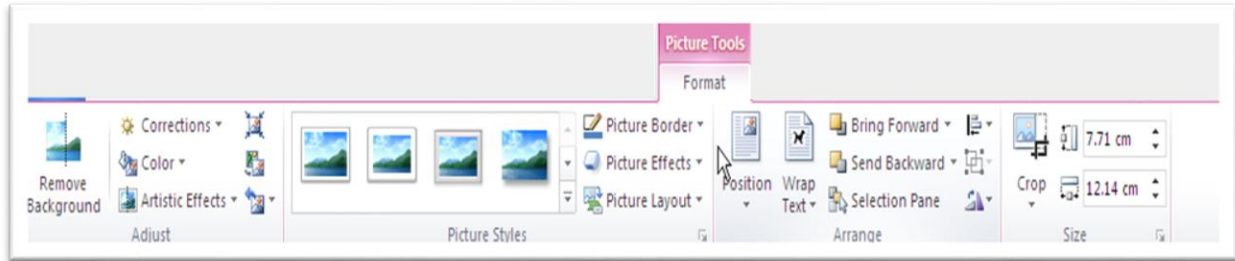 Picture Tools
Format
Remove
Background
Corrections
Color
Artistic Effects
Adjust
Picture Styles
Picture Border
Picture Effects
Picture Layout
Position
Wrap
Text
Bring Forward
Send Backward
Selection Pane
Arrange
Crop
7.71 cm
12.14 cm
Size